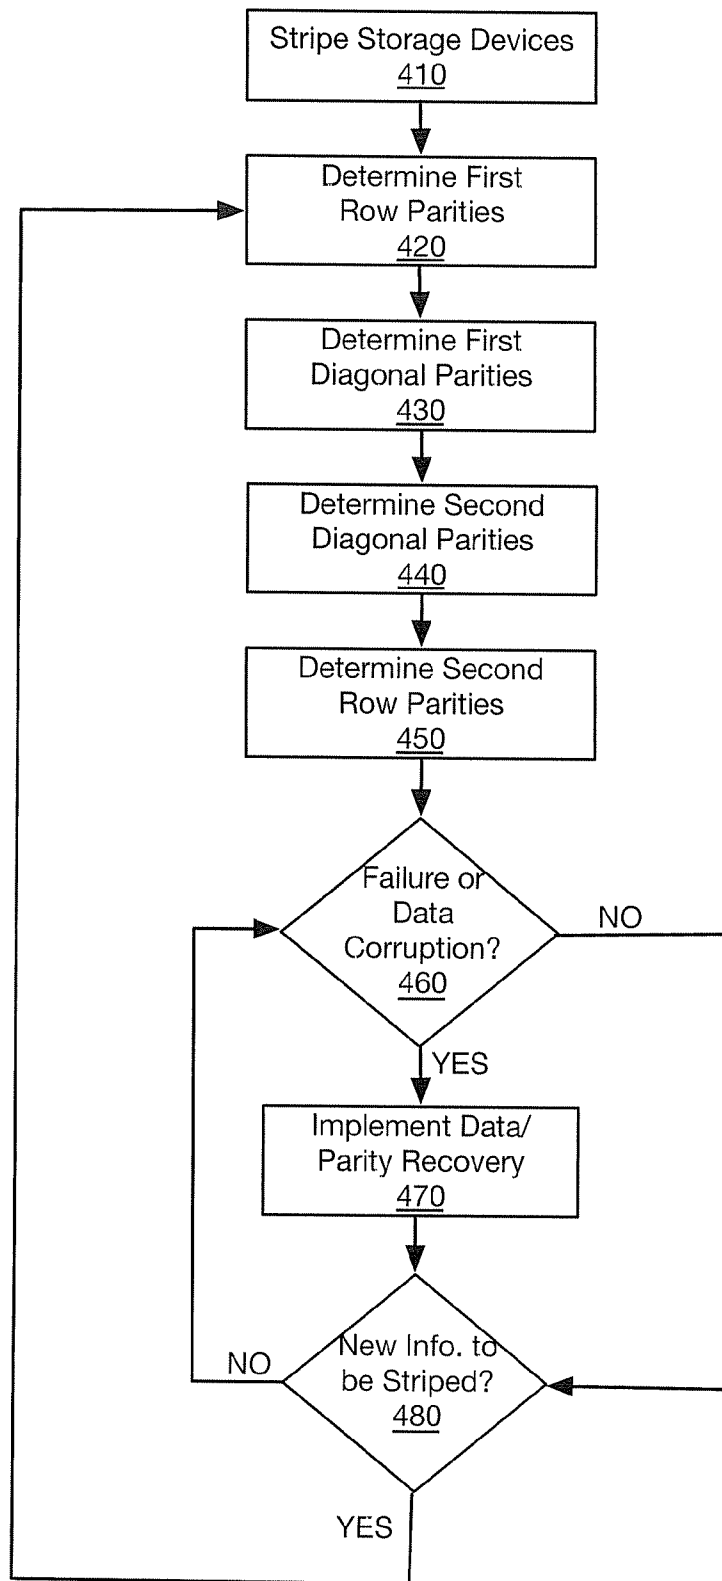 Stripe Storage Devices
410
Determine First
Row Parities
420
Determine First
Diagonal Parities
430
Determine Second
Diagonal Parities
440
Determine Second
Row Parities
450
Failure or
Data
Corruption?
460
NO
YES
Implement Data/
Parity Recovery
470
New Info. to
be Striped?
480
NO
YES